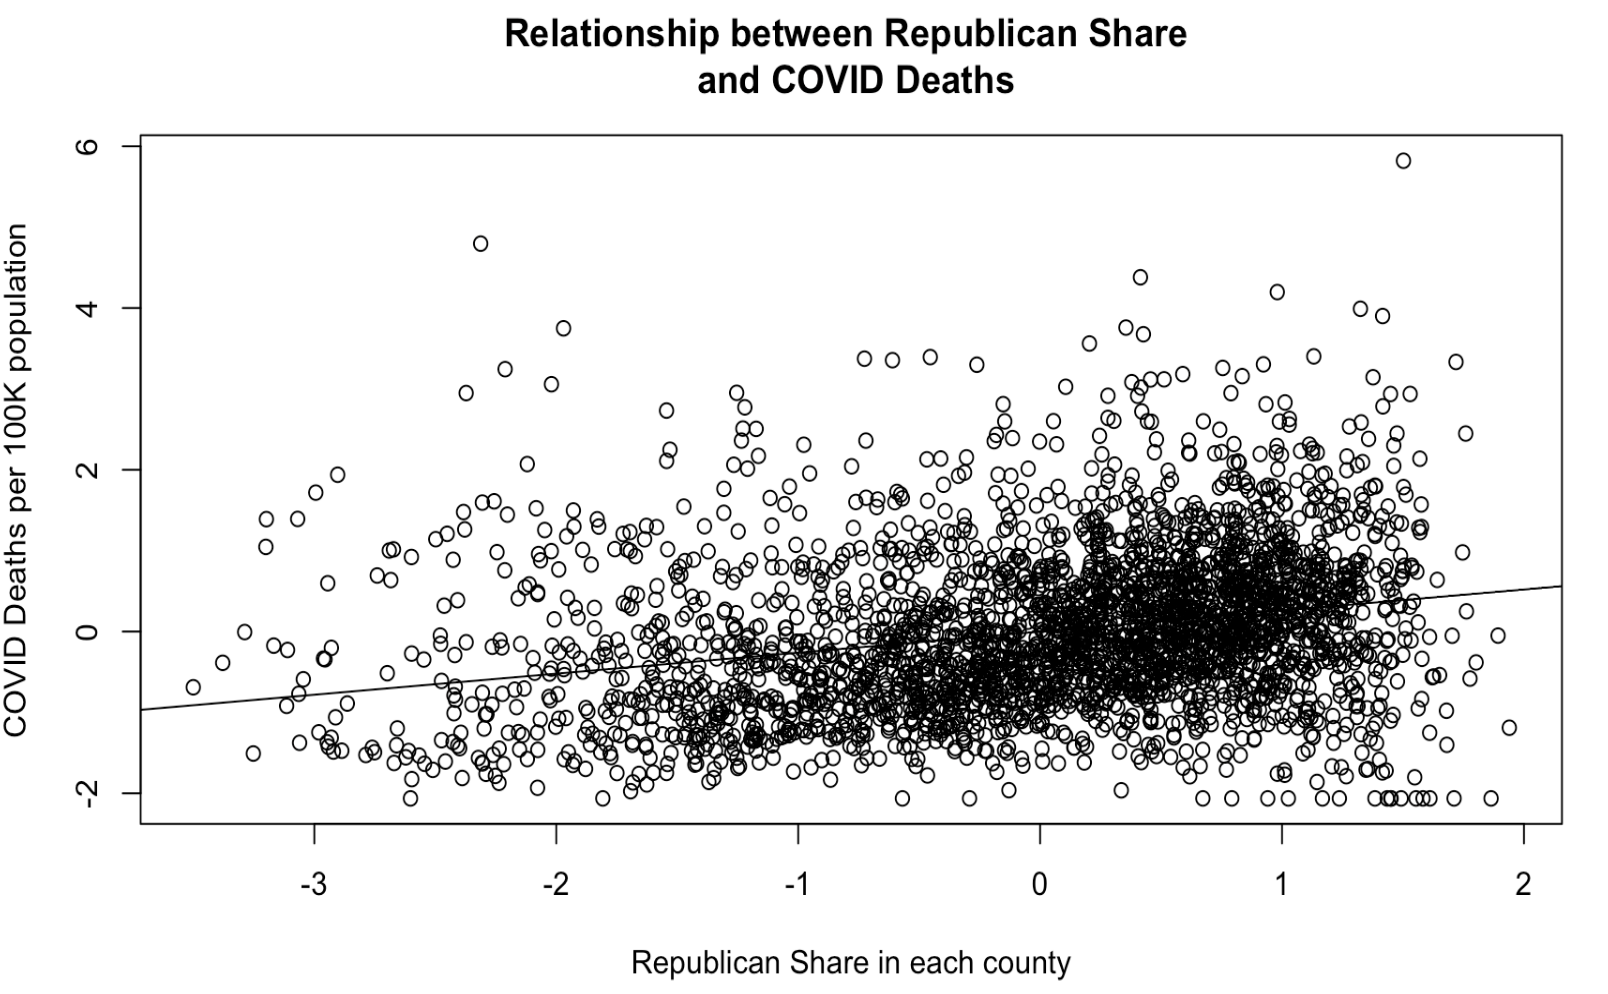 Relationship between Republican Share
and COVID Deaths
COVID Deaths per 100K population
6
4
2
0
-2
-3
-2
-1
0
1
2
Republican Share in each county